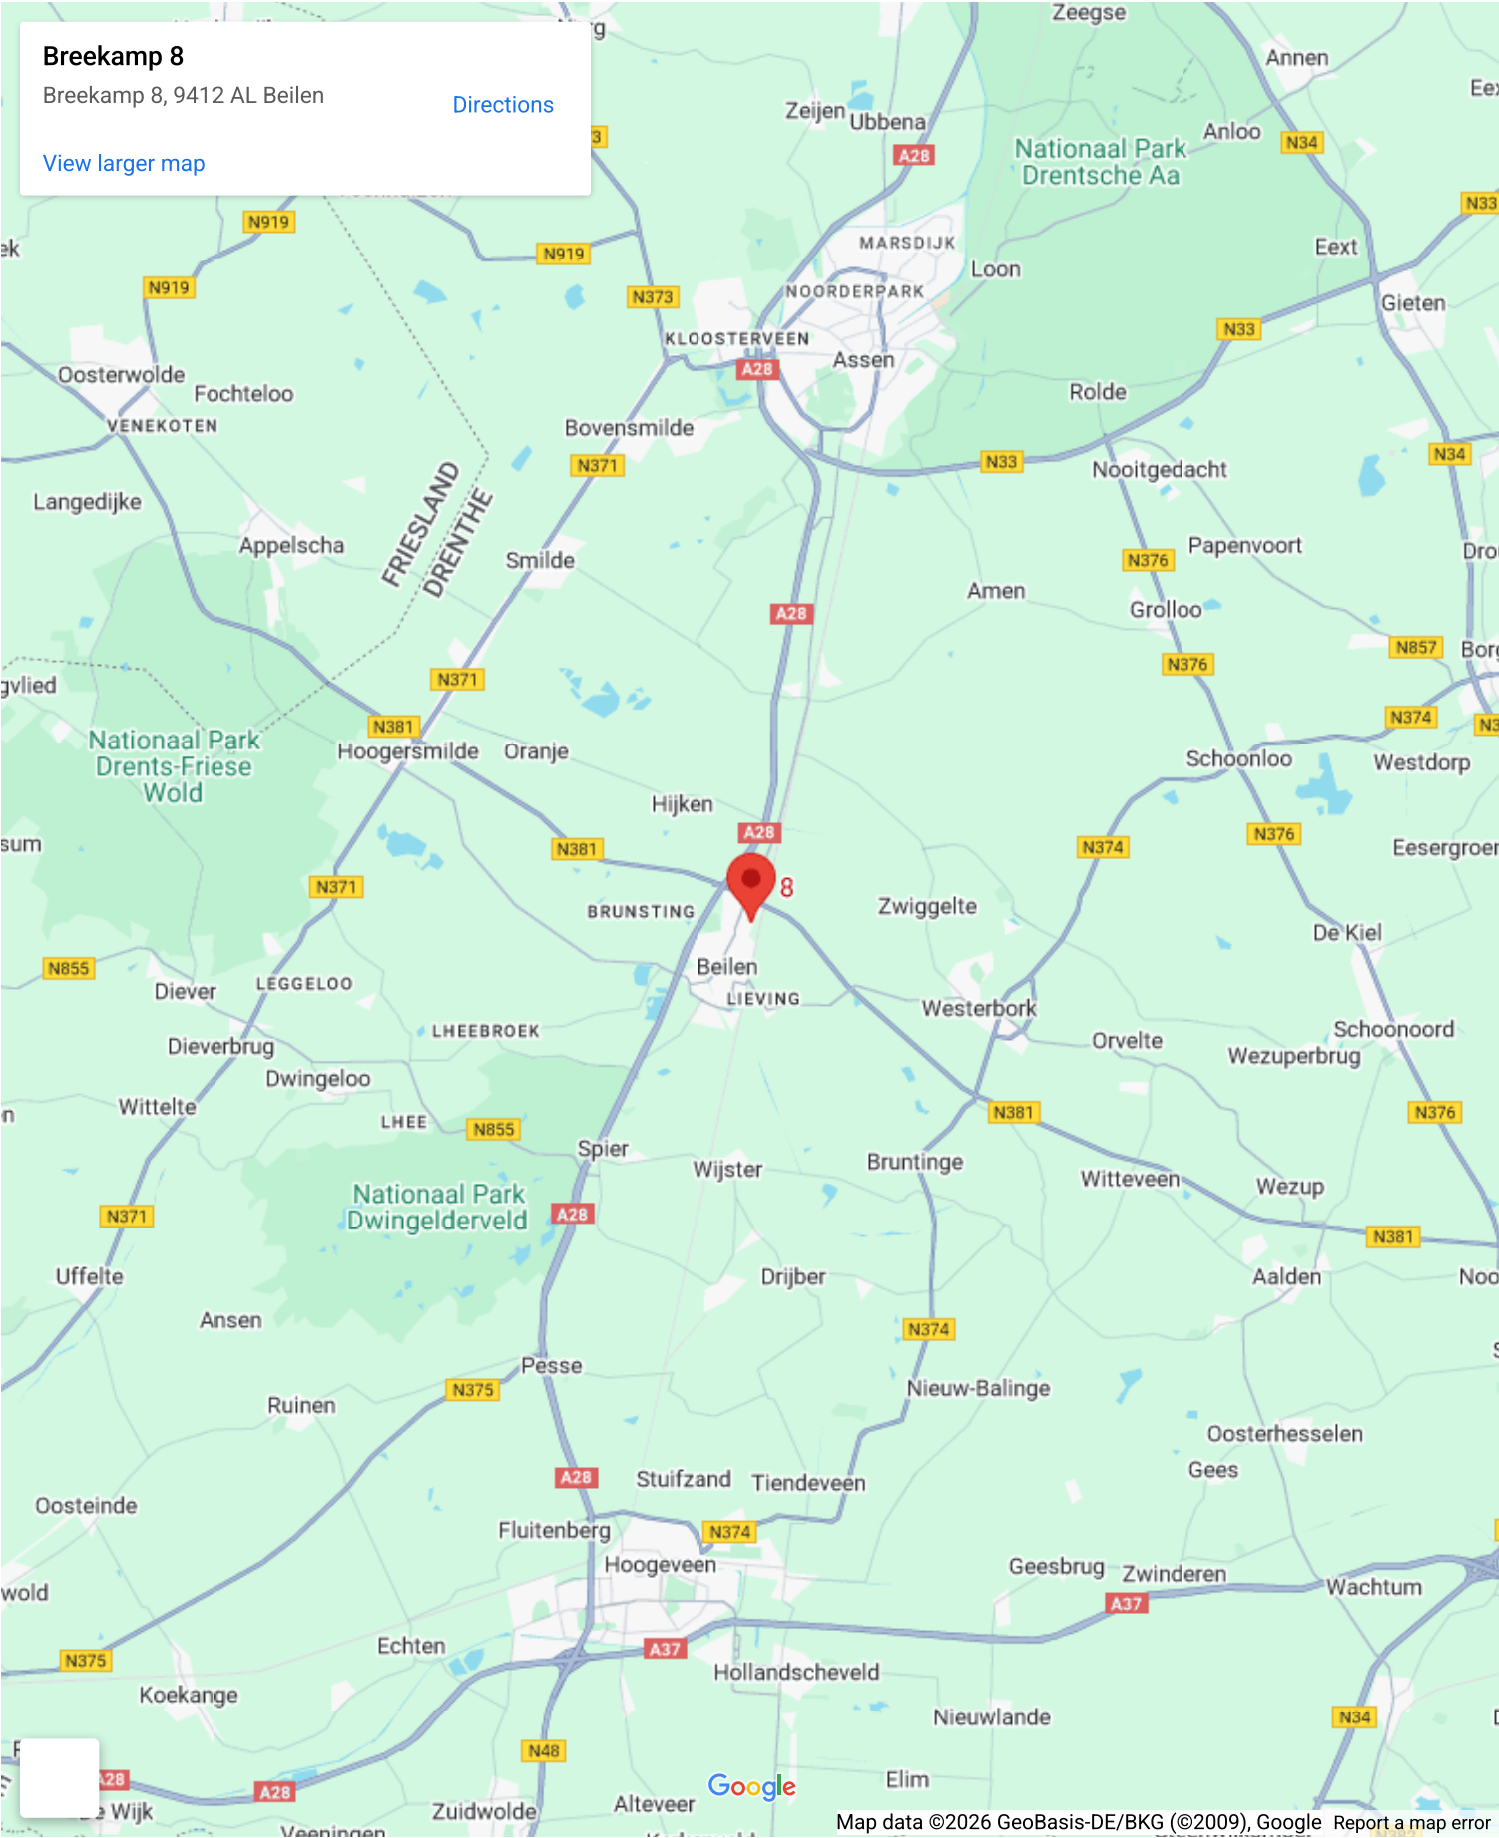 Breekamp 8
Breekamp 8, 9412 AL Beilen
Directions
View larger map
Zeegse
Annen
Zeijen
Ubbena
Anloo
A28
N34
Nationaal Park
Drentsche Aa
N919
N33
MARSDIJK
Eext
N919
Loon
N919
NOORDERPARK
N373
Gieten
N33
KLOOSTERVEEN
Assen
A28
Oosterwolde
Fochteloo
Rolde
VENEKOTEN
Bovensmilde
N371
N33
N34
Nooitgedacht
Langedijke
FRIESLAND
DRENTHE
Appelscha
Smilde
Papenvoort
N376
Amen
Grolloo
A28
N857
N376
N371
N374
N381
Nationaal Park
Drents-Friese
Wold
Hoogersmilde
Oranje
Schoonloo
Westdorp
Hijken
A28
N376
N381
N374
N371
8
BRUNSTING
Zwiggelte
De Kiel
N855
Beilen
LEGGELOO
Diever
LIEVING
Westerbork
LHEEBROEK
Schoonoord
Dieverbrug
Orvelte
Wezuperbrug
Dwingeloo
Wittelte
LHEE
N855
N381
N376
Spier
Wijster
Bruntinge
Witteveen
Wezup
Nationaal Park
Dwingelderveld
N371
A28
N381
Uffelte
Drijber
Aalden
Ansen
N374
Pesse
N375
Nieuw-Balinge
Ruinen
Oosterhesselen
Gees
A28
Stuifzand
Tiendeveen
Oosteinde
Fluitenberg
N374
Hoogeveen
Geesbrug
Zwinderen
Wachtum
A37
Echten
A37
N375
Hollandscheveld
Koekange
Nieuwlande
N34
N48
A28
A28
Google
Elim
De Wijk
Zuidwolde
Alteveer
Map data ©2026 GeoBasis-DE/BKG (©2009), Google
Report a map error